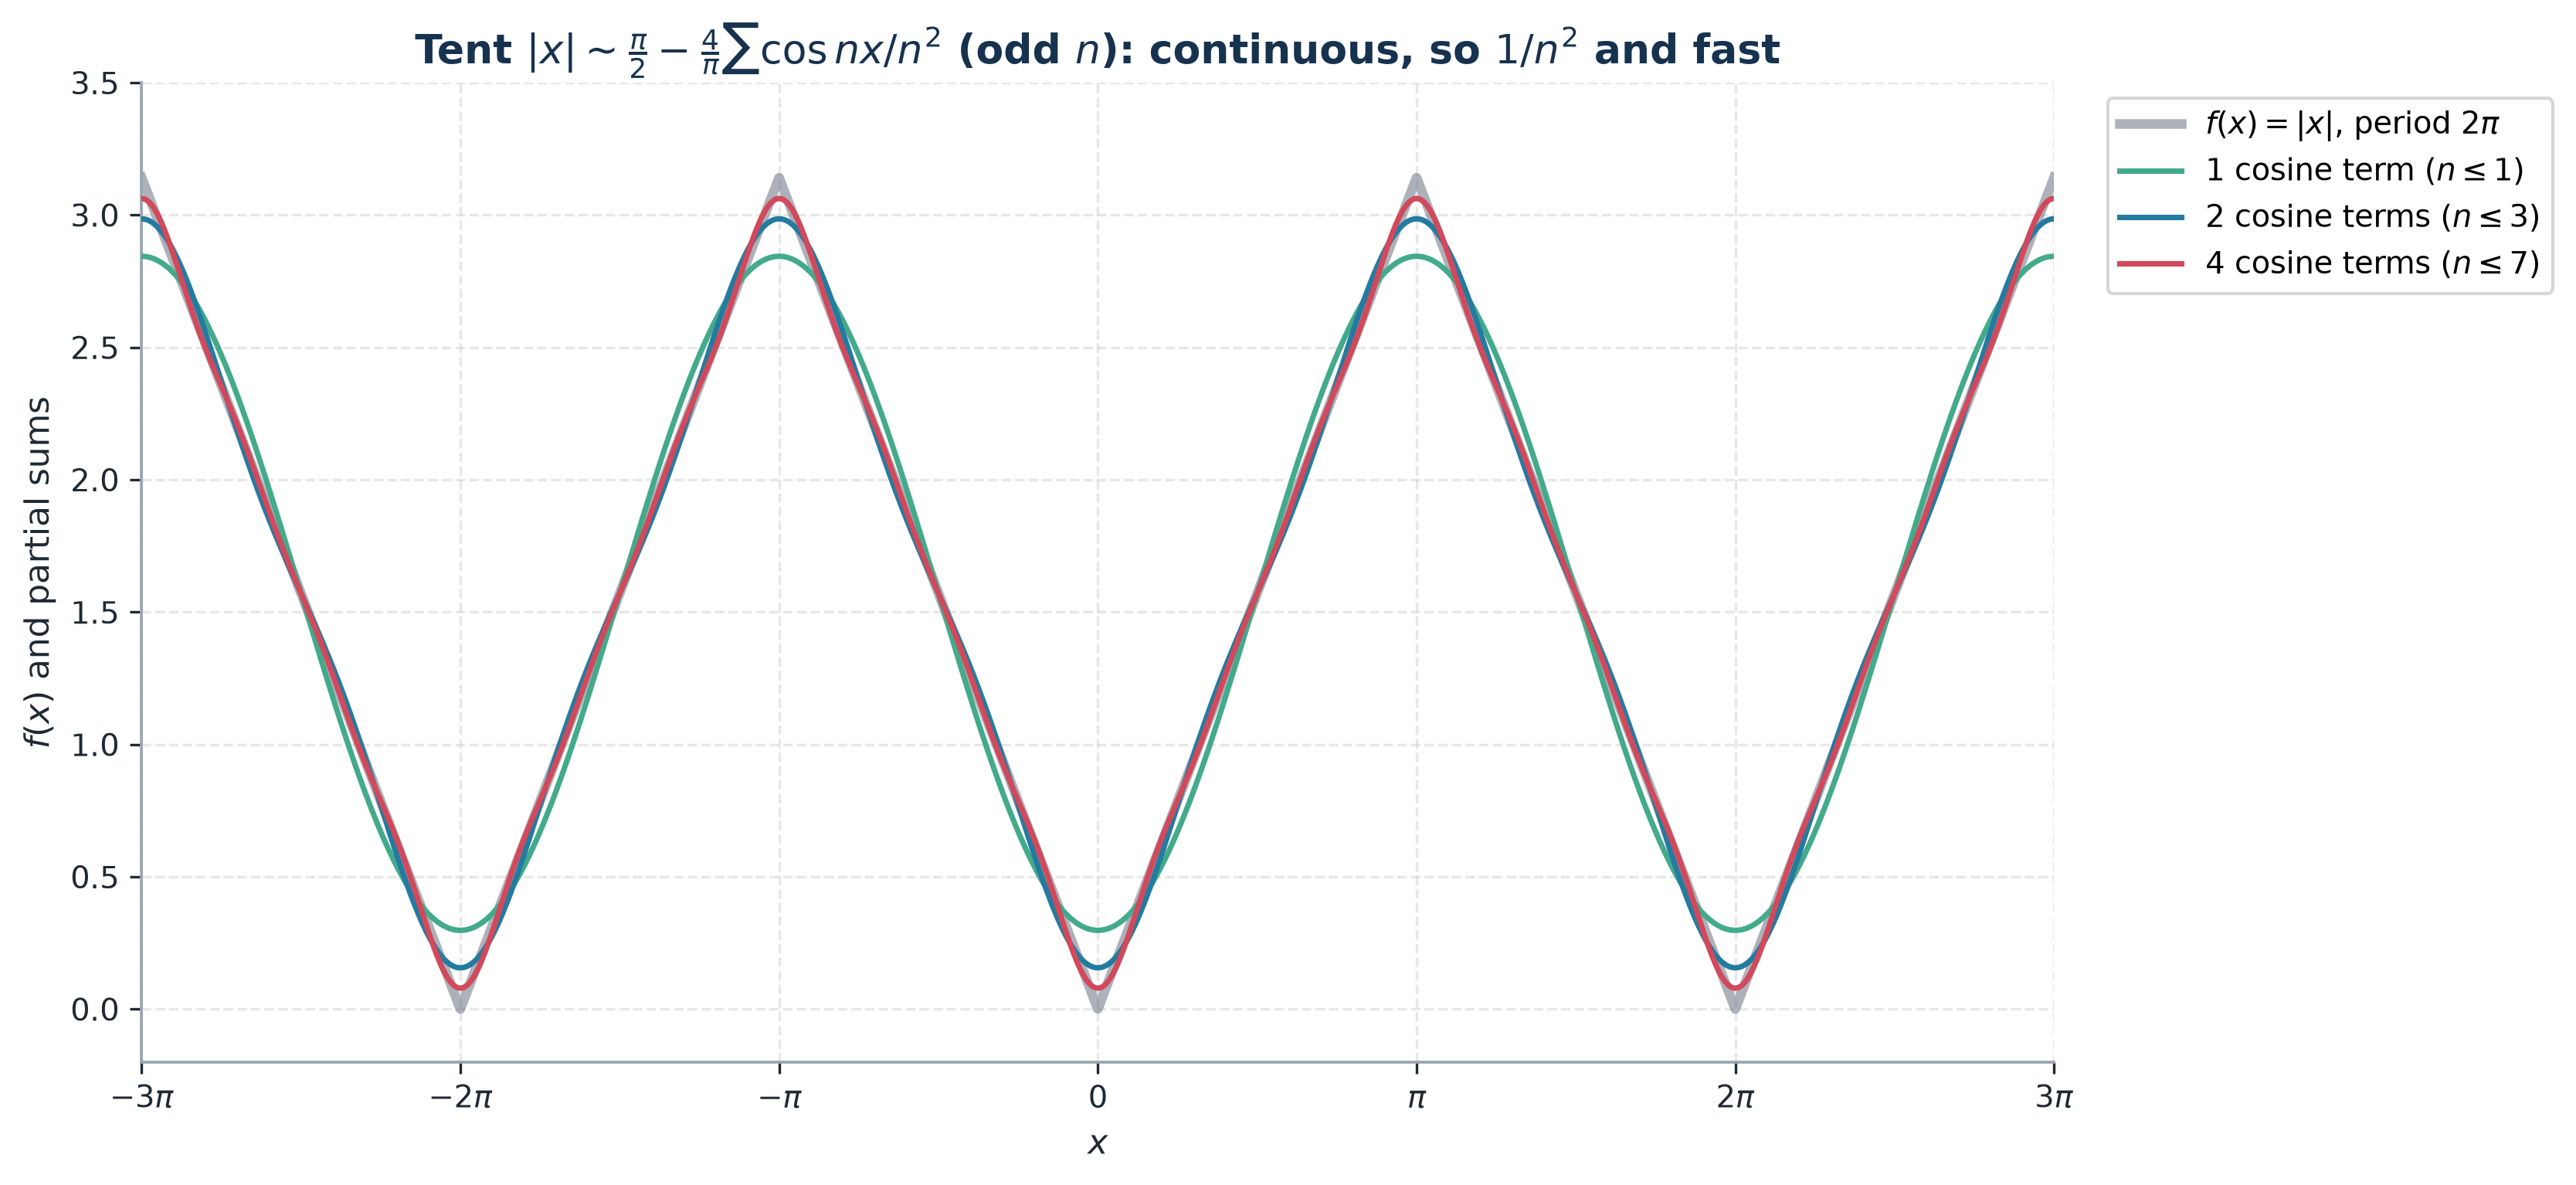 Tent |x| ∼ π/2 − 4/π ∑ cos nx/n² (odd n): continuous, so 1/n² and fast
f(x) and partial sums
3.5
3.0
2.5
2.0
1.5
1.0
0.5
0.0
−3π −2π −π 0 π 2π 3π
x
f(x) = |x|, period 2π
1 cosine term (n ≤ 1)
2 cosine terms (n ≤ 3)
4 cosine terms (n ≤ 7)